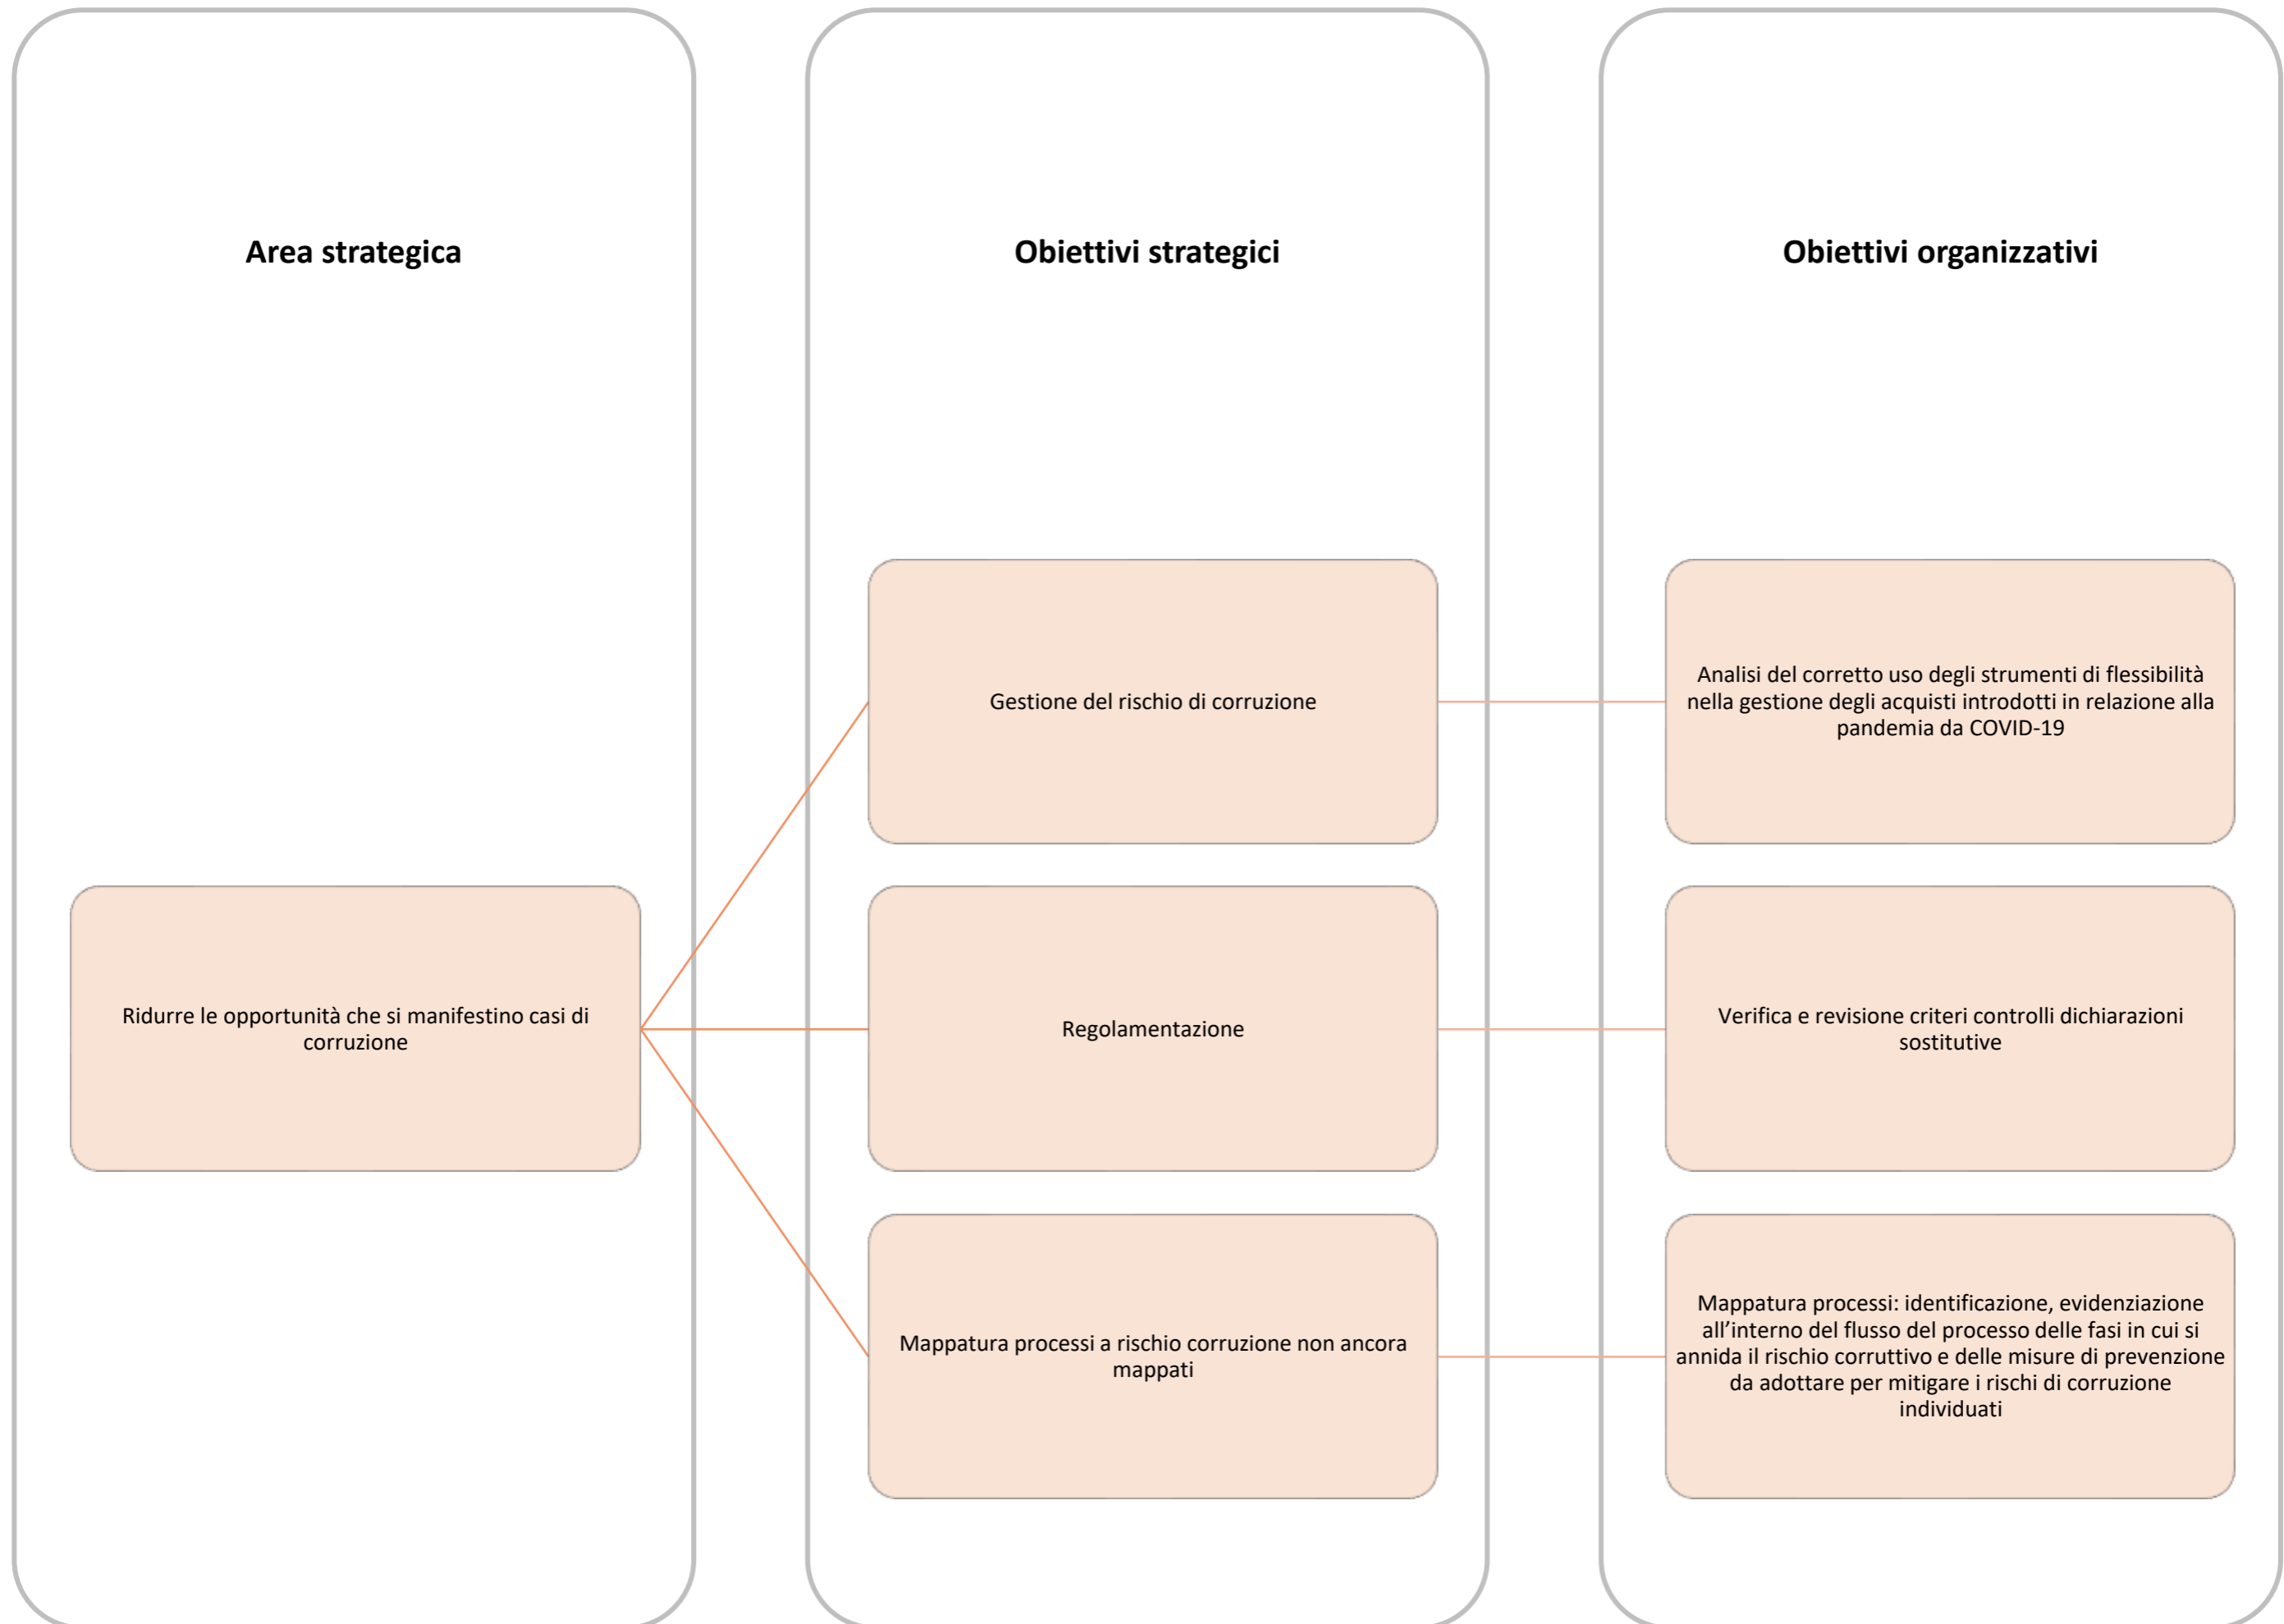 Area strategica
Obiettivi strategici
Obiettivi organizzativi
Ridurre le opportunità che si manifestino casi di
corruzione
Gestione del rischio di corruzione
Analisi del corretto uso degli strumenti di flessibilità
nella gestione degli acquisti introdotti in relazione alla
pandemia da COVID-19
Regolamentazione
Verifica e revisione criteri controlli dichiarazioni
sostitutive
Mappatura processi a rischio corruzione non ancora
mappati
Mappatura processi: identificazione, evidenziazione
all’interno del flusso del processo delle fasi in cui si
annida il rischio corruttivo e delle misure di prevenzione
da adottare per mitigare i rischi di corruzione
individuati